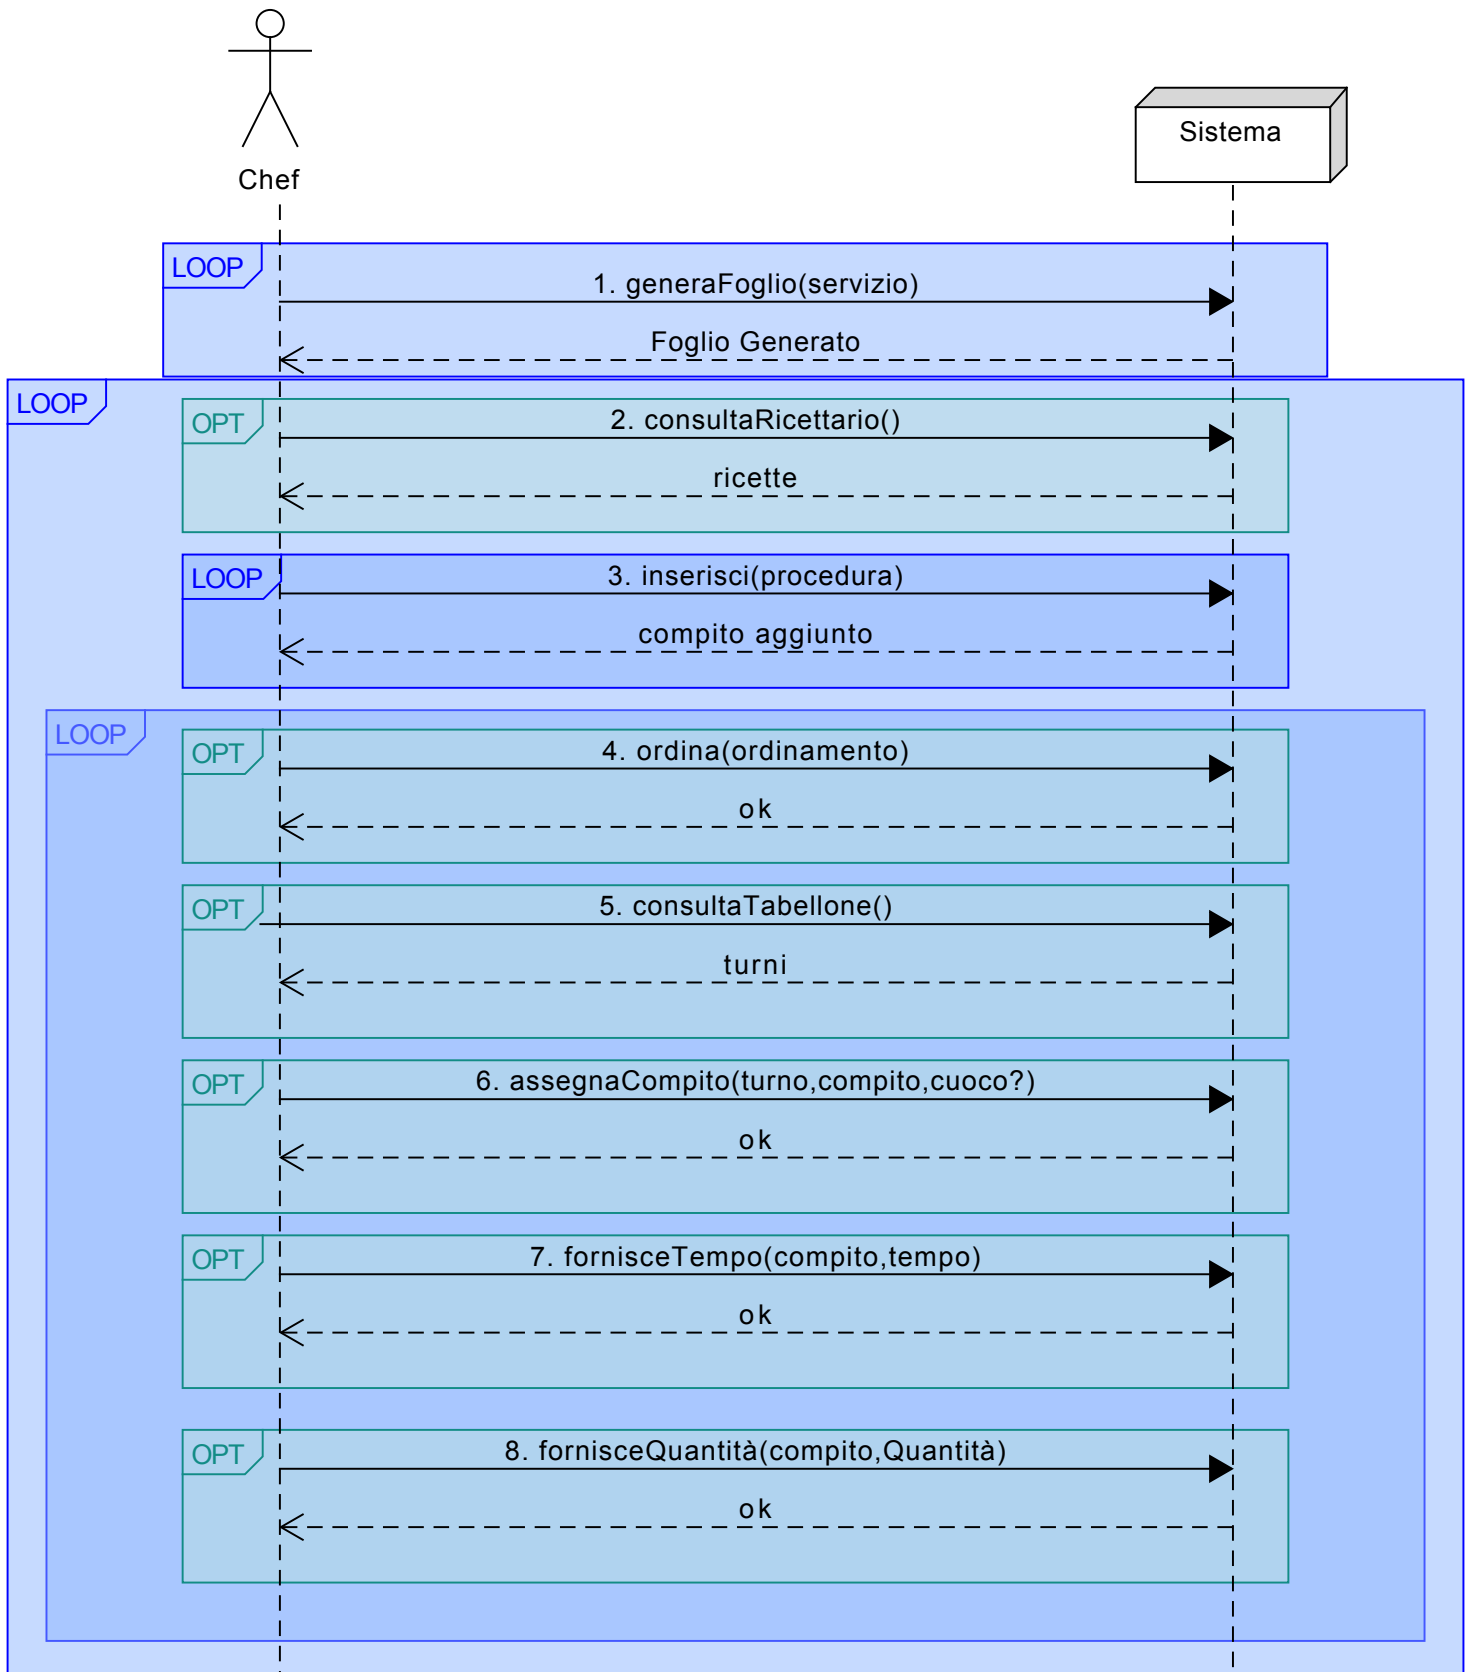 Chef
Sistema
LOOP
1. generaFoglio(servizio)
Foglio Generato
LOOP
OPT
2. consultaRicettario()
ricette
LOOP
3. inserisci(procedura)
compito aggiunto
LOOP
OPT
4. ordina(ordinamento)
ok
OPT
5. consultaTabellone()
turni
OPT
6. assegnaCompito(turno,compito,cuoco?)
ok
OPT
7. fornisceTempo(compito,tempo)
ok
OPT
8. fornisceQuantità(compito,Quantità)
ok